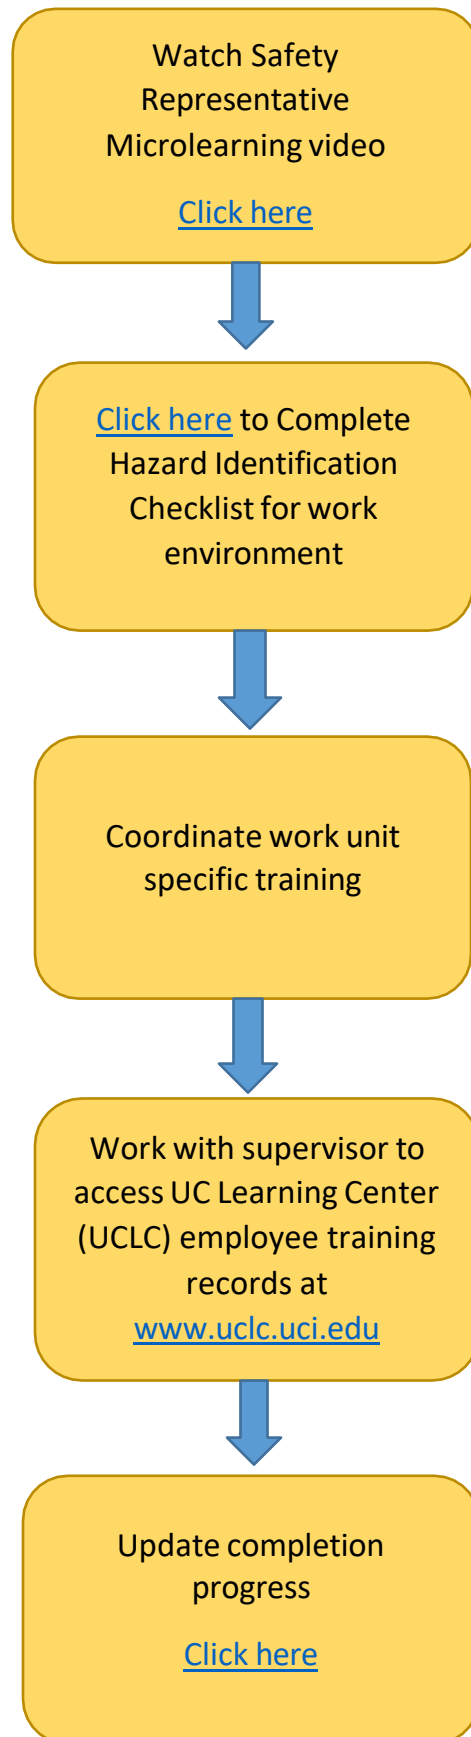 Watch Safety
Representative
Microlearning video
Click here
Click here to Complete
Hazard Identification
Checklist for work
environment
Coordinate work unit
specific training
Work with supervisor to
access UC Learning Center
(UCLC) employee training
records at
www.uclc.uci.edu
Update completion
progress
Click here